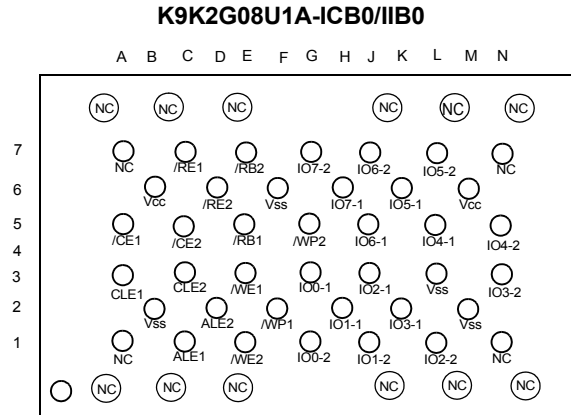 K9K2G08U1A-ICB0/IIB0
A B C D E F G H J K L M N
NC NC NC NC NC NC
7
NC /RE1 /RB2 IO7-2 IO6-2 IO5-2 NC
6
Vcc /RE2 Vss IO7-1 IO5-1 Vcc
5
/CE1 /CE2 /RB1 /WP2 IO6-1 IO4-1 IO4-2
4
3
CLE1 CLE2 /WE1 IO0-1 IO2-1 Vss IO3-2
2
Vss ALE2 /WP1 IO1-1 IO3-1 Vss
1
NC ALE1 /WE2 IO0-2 IO1-2 IO2-2 NC
NC NC NC NC NC NC